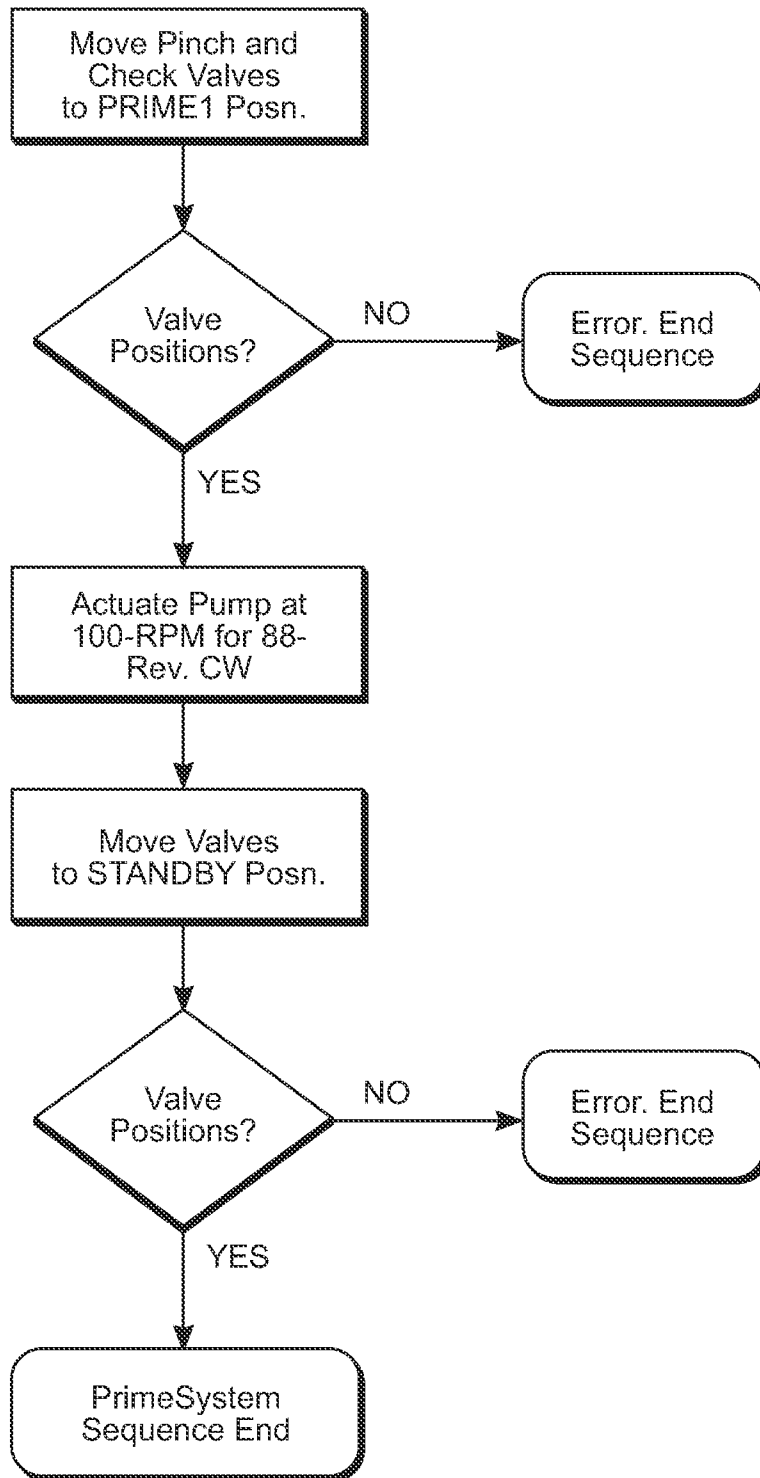 Move Pinch and
Check Valves
to PRIME1 Posn.
Valve
Positions?
NO
Error. End
Sequence
YES
Actuate Pump at
100-RPM for 88-
Rev. CW
Move Valves
to STANDBY Posn.
Valve
Positions?
NO
Error. End
Sequence
YES
PrimeSystem
Sequence End